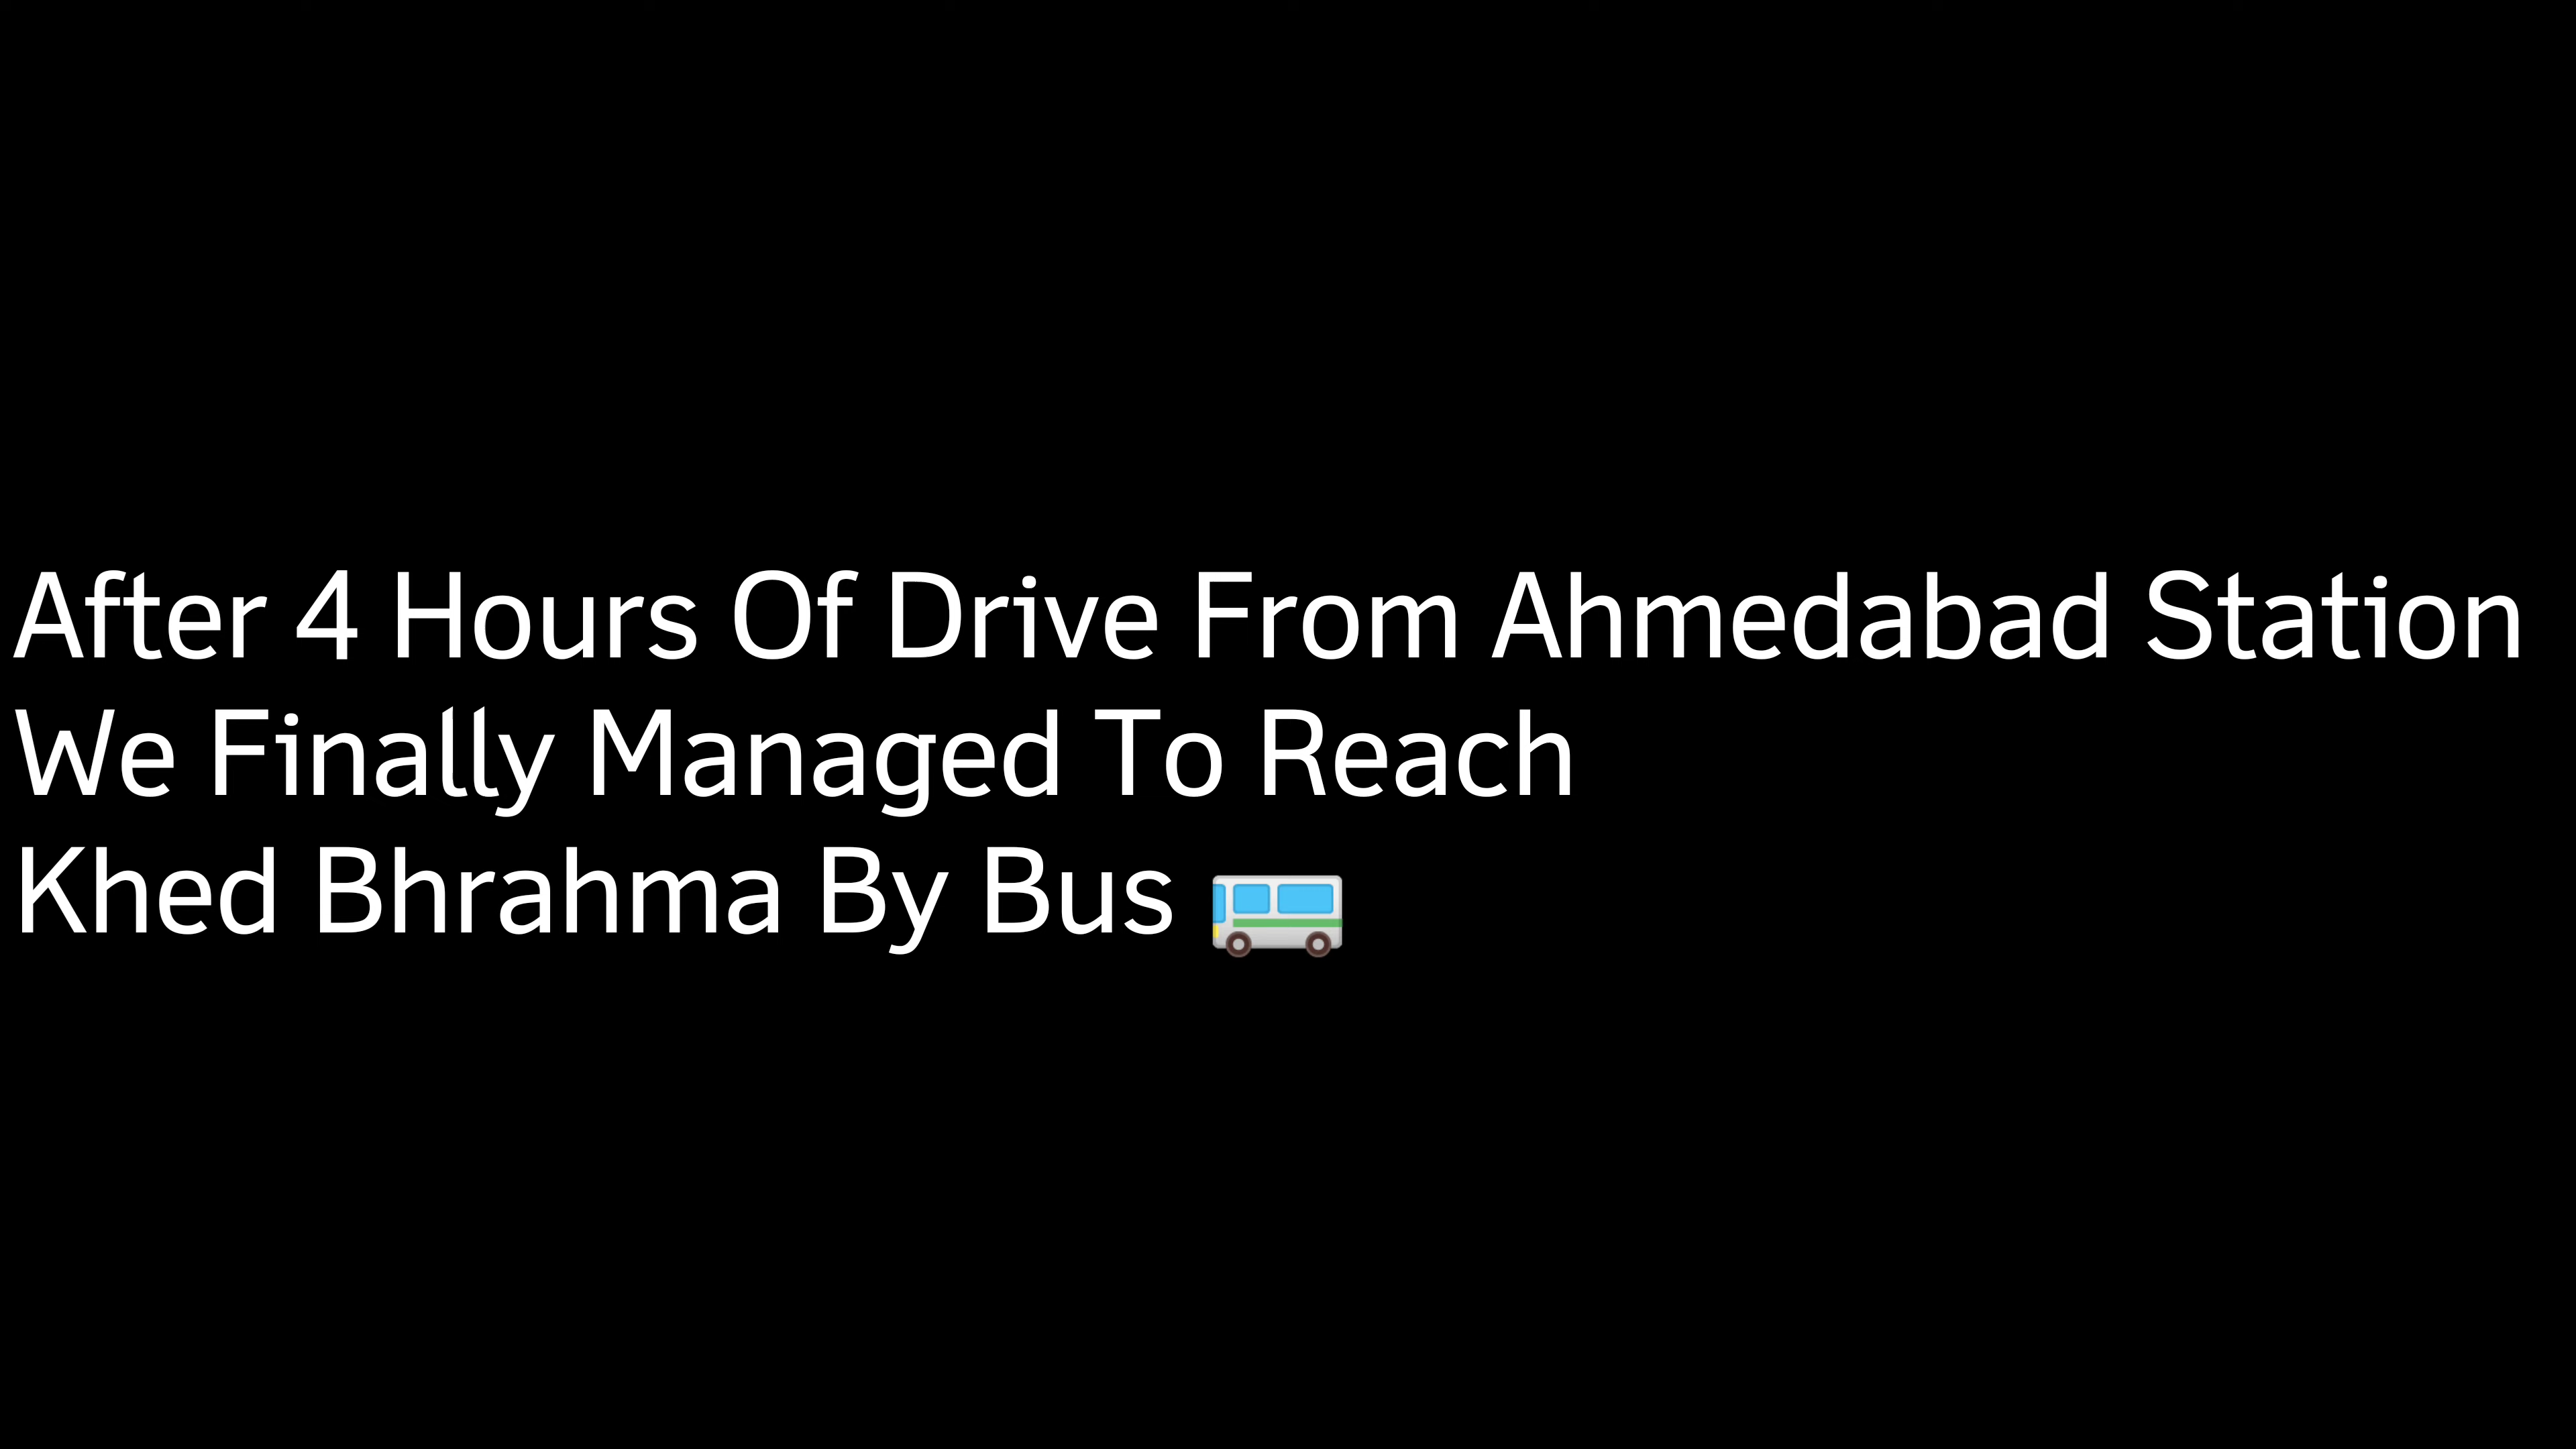 After 4 Hours Of Drive From Ahmedabad Station
We Finally Managed To Reach
Khed Bhrahma By Bus 🚌